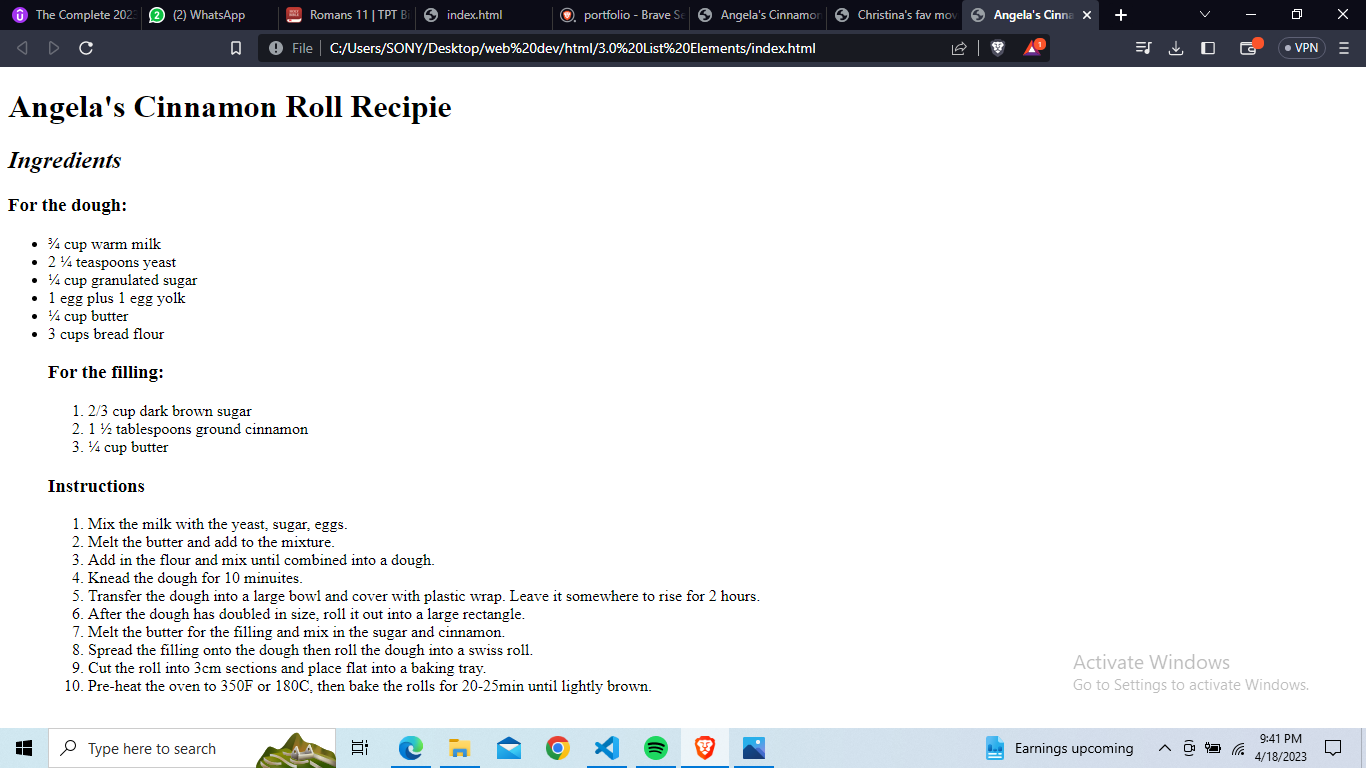 The Complete 202
(2) WhatsApp
Romans 11 | TPT Bi
index.html
portfolio - Brave Se
Angela's Cinnamon
Christina's fav mov
Angela's Cinna
File
C:/Users/SONY/Desktop/web%20dev/html/3.0%20List%20Elements/index.html
1
VPN
Angela's Cinnamon Roll Recipie
Ingredients
For the dough:
• ¾ cup warm milk
• 2 ¼ teaspoons yeast
• ¼ cup granulated sugar
• 1 egg plus 1 egg yolk
• ¼ cup butter
• 3 cups bread flour
For the filling:
1. 2/3 cup dark brown sugar
2. 1 ½ tablespoons ground cinnamon
3. ¼ cup butter
Instructions
1. Mix the milk with the yeast, sugar, eggs.
2. Melt the butter and add to the mixture.
3. Add in the flour and mix until combined into a dough.
4. Knead the dough for 10 minuites.
5. Transfer the dough into a large bowl and cover with plastic wrap. Leave it somewhere to rise for 2 hours.
6. After the dough has doubled in size, roll it out into a large rectangle.
7. Melt the butter for the filling and mix in the sugar and cinnamon.
8. Spread the filling onto the dough then roll the dough into a swiss roll.
9. Cut the roll into 3cm sections and place flat into a baking tray.
10. Pre-heat the oven to 350F or 180C, then bake the rolls for 20-25min until lightly brown.
Activate Windows
Go to Settings to activate Windows.
Type here to search
Earnings upcoming
9:41 PM
4/18/2023